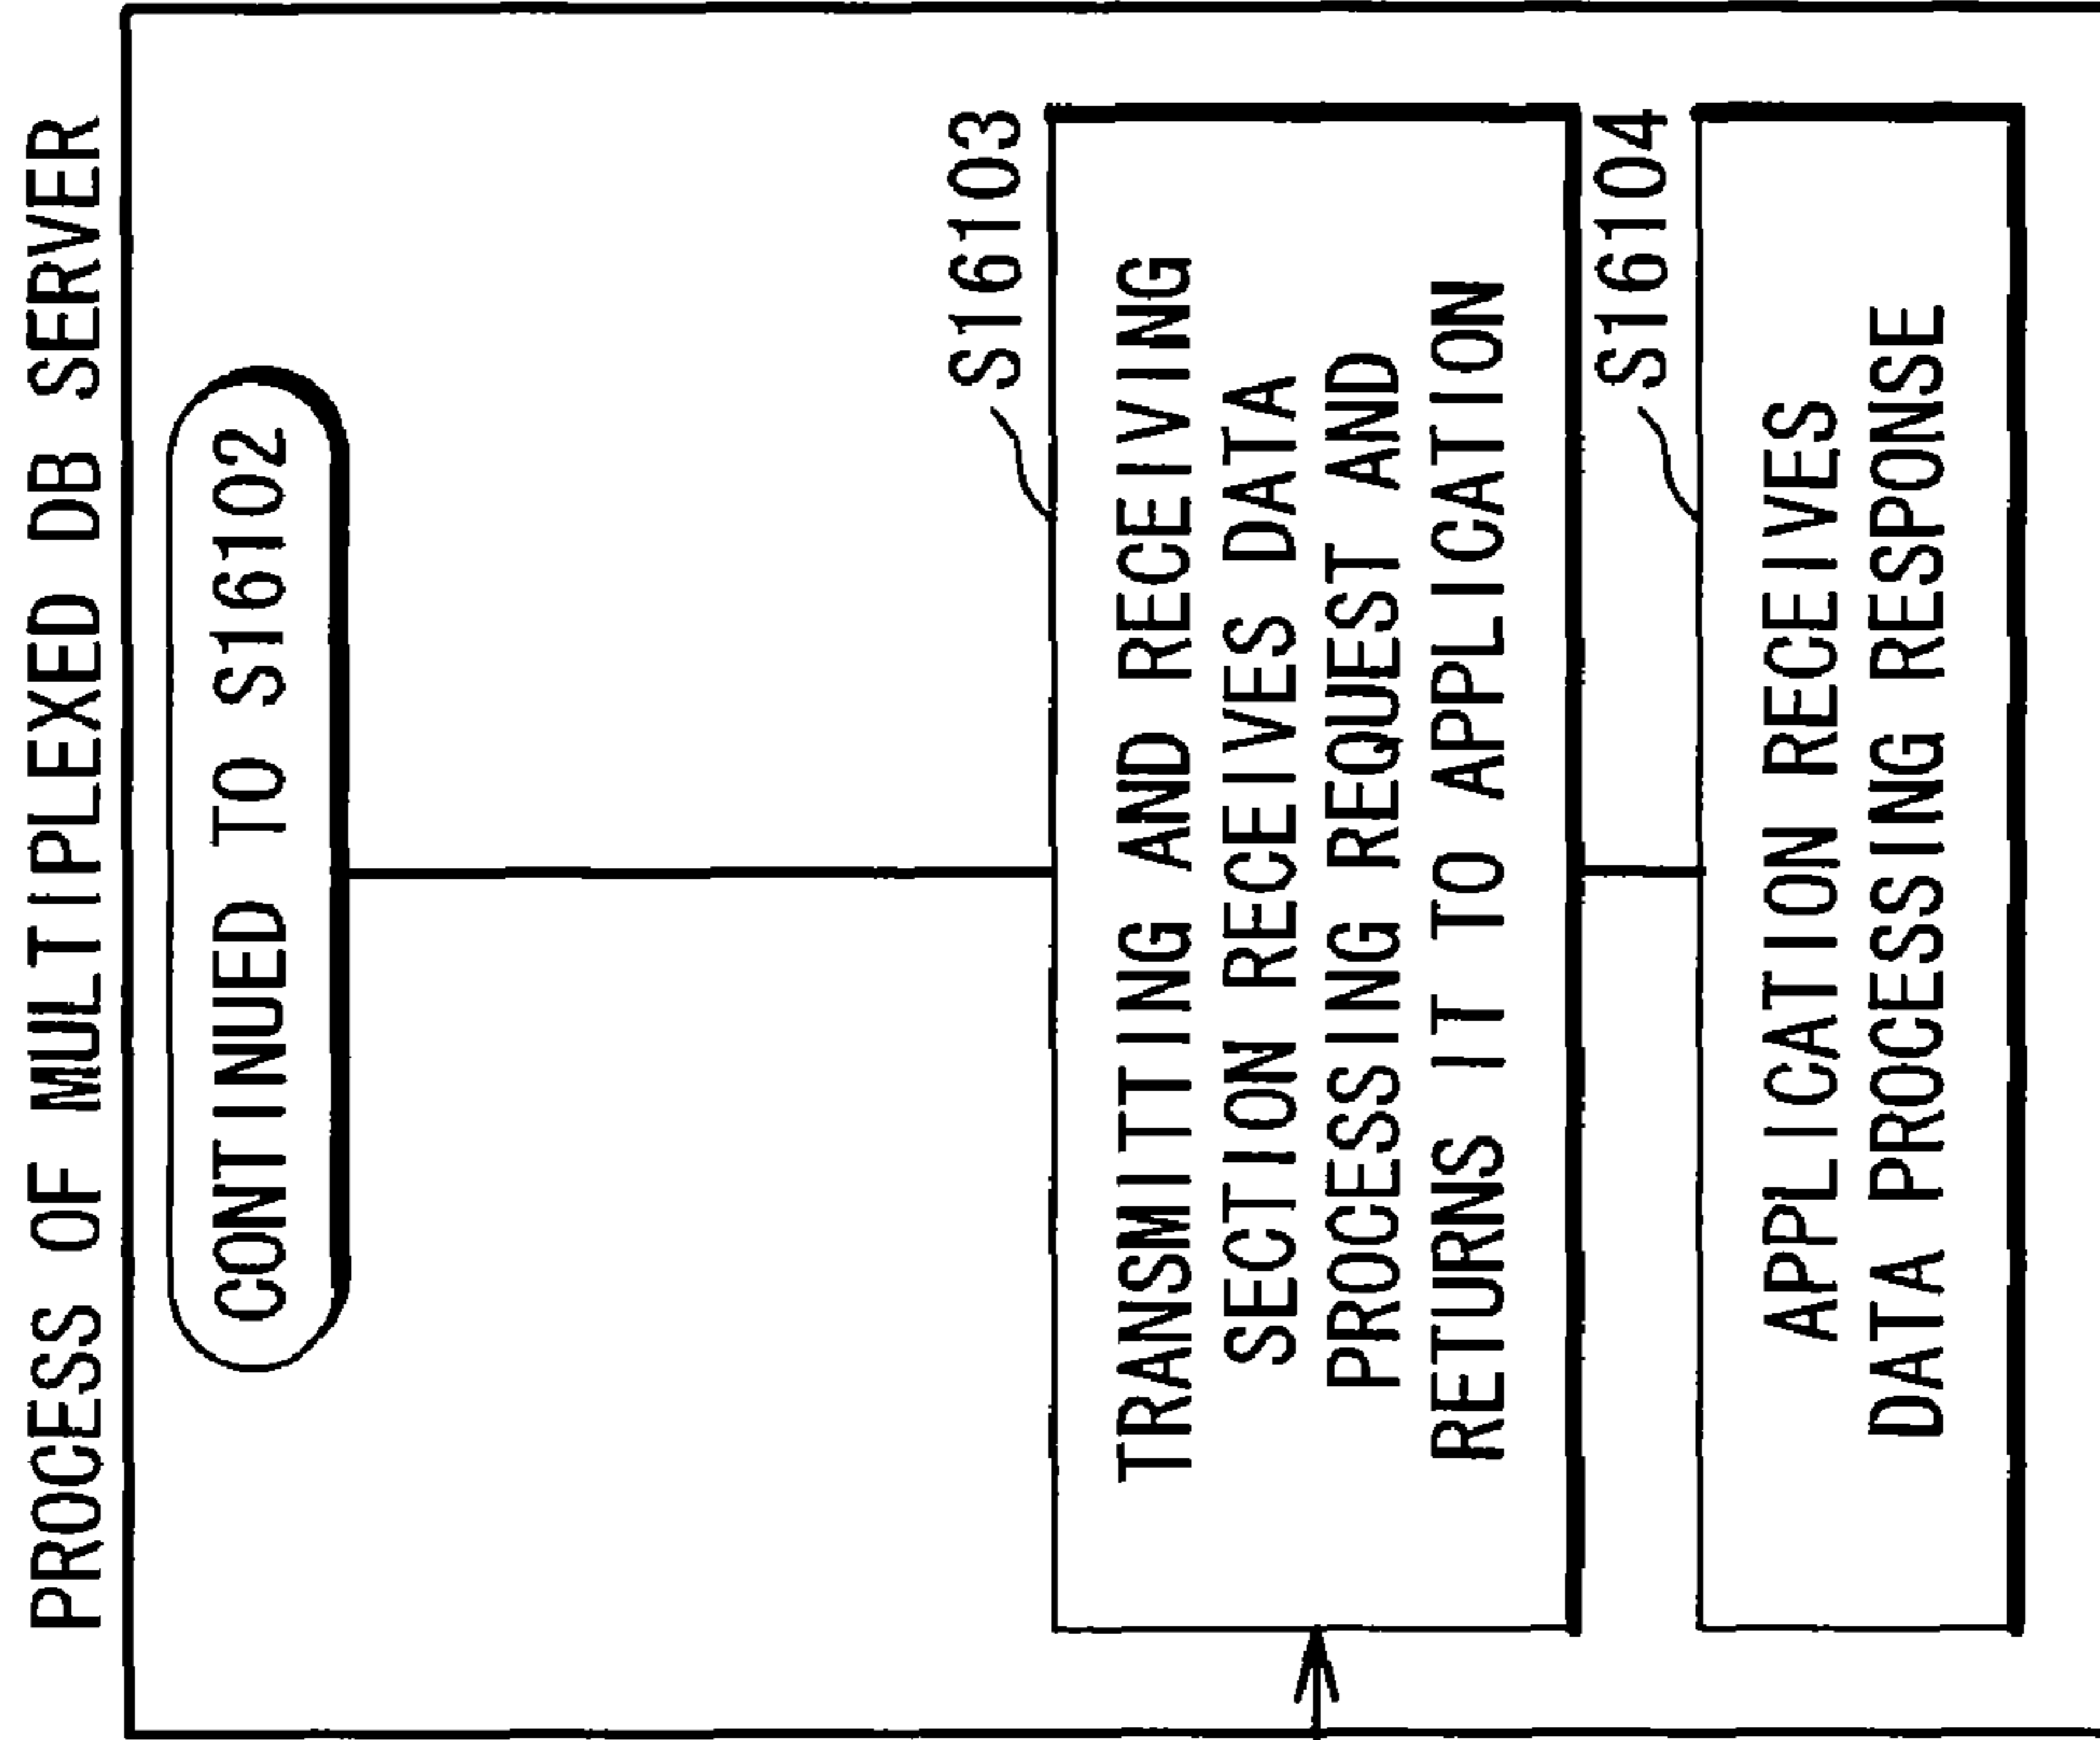 PROCESS OF MULTIPLEXED DB SERVER
CONTINUED TO S16102
S16103
TRANSMITTING AND RECEIVING
SECTION RECEIVES DATA
PROCESSING REQUEST AND
RETURNS IT TO APPLICATION
S16104
APPLICATION RECEIVES
DATA PROCESSING RESPONSE